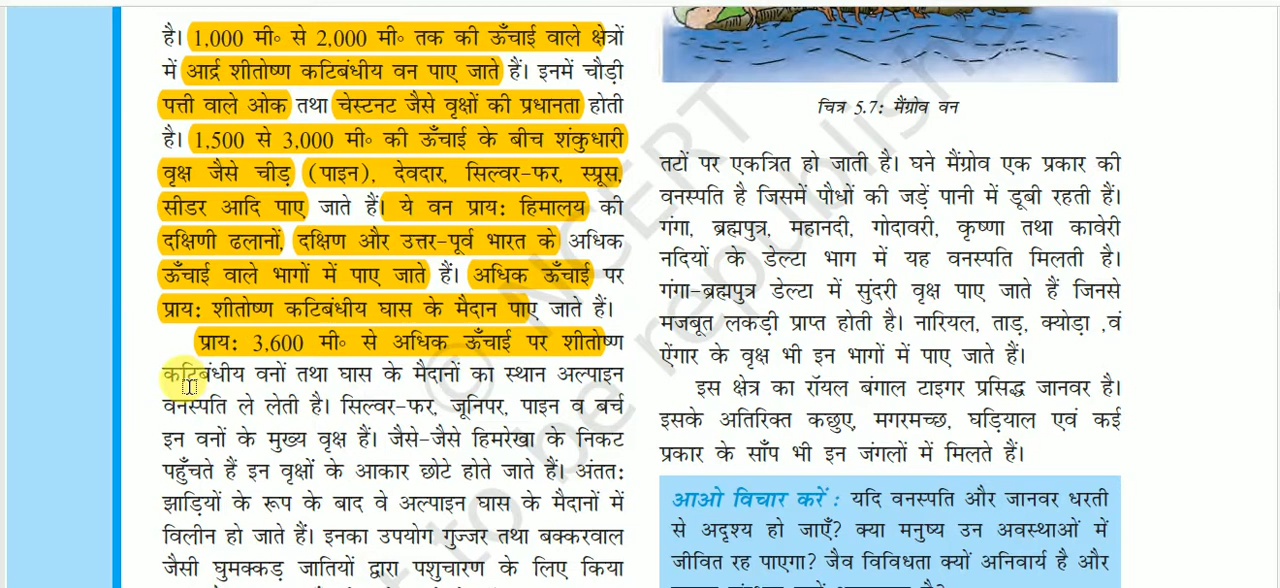 है। 1,000 मी॰ से 2,000 मी॰ तक की ऊँचाई वाले क्षेत्रों
में आर्द्र शीतोष्ण कटिबंधीय वन पाए जाते हैं। इनमें चौड़ी
पत्ती वाले ओक तथा चेस्टनट जैसे वृक्षों की प्रधानता होती
है। 1,500 से 3,000 मी॰ की ऊँचाई के बीच शंकुधारी
वृक्ष जैसे चीड़ (पाइन), देवदार, सिल्वर-फर, स्प्रूस,
सीडर आदि पाए जाते हैं। ये वन प्राय: हिमालय की
दक्षिणी ढलानों, दक्षिण और उत्तर-पूर्व भारत के अधिक
ऊँचाई वाले भागों में पाए जाते हैं। अधिक ऊँचाई पर
प्राय: शीतोष्ण कटिबंधीय घास के मैदान पाए जाते हैं।
प्राय: 3,600 मी॰ से अधिक ऊँचाई पर शीतोष्ण
कटिबंधीय वनों तथा घास के मैदानों को स्थान अल्पाइन
वनस्पति ले लेती है। सिल्वर-फर, जूनिपर, पाइन व बर्च
इन वनों के मुख्य वृक्ष हैं। जैसे-जैसे हिमरेखा के निकट
पहुँचते हैं इन वृक्षों के आकार छोटे होते जाते हैं। अंतत:
झाड़ियों के रूप के बाद वे अल्पाइन घास के मैदानों में
विलीन हो जाते हैं। इनका उपयोग गुज्जर तथा बक्करवाल
जैसी घुमक्कड़ जातियों द्वारा पशुचारण के लिए किया
चित्र 5.7: मैंग्रोव वन
तटों पर एकत्रित हो जाती है। घने मैंग्रोव एक प्रकार की
वनस्पति है जिसमें पौधों की जड़ें पानी में डूबी रहती हैं।
गंगा, ब्रह्मपुत्र, महानदी, गोदावरी, कृष्णा तथा कावेरी
नदियों के डेल्टा भाग में यह वनस्पति मिलती है।
गंगा-ब्रह्मपुत्र डेल्टा में सुंदरी वृक्ष पाए जाते हैं जिनसे
मजबूत लकड़ी प्राप्त होती है। नारियल, ताड़, क्योड़ा ,वं
ऐंगार के वृक्ष भी इन भागों में पाए जाते हैं।
इस क्षेत्र का रॉयल बंगाल टाइगर प्रसिद्ध जानवर है।
इसके अतिरिक्त कछुए, मगरमच्छ, घड़ियाल एवं कई
प्रकार के साँप भी इन जंगलों में मिलते हैं।
आओ विचार करें : यदि वनस्पति और जानवर धरती
से अदृश्य हो जाएँ? क्या मनुष्य उन अवस्थाओं में
जीवित रह पाएगा? जैव विविधता क्यों अनिवार्य है और
© NCERT
to be republishe